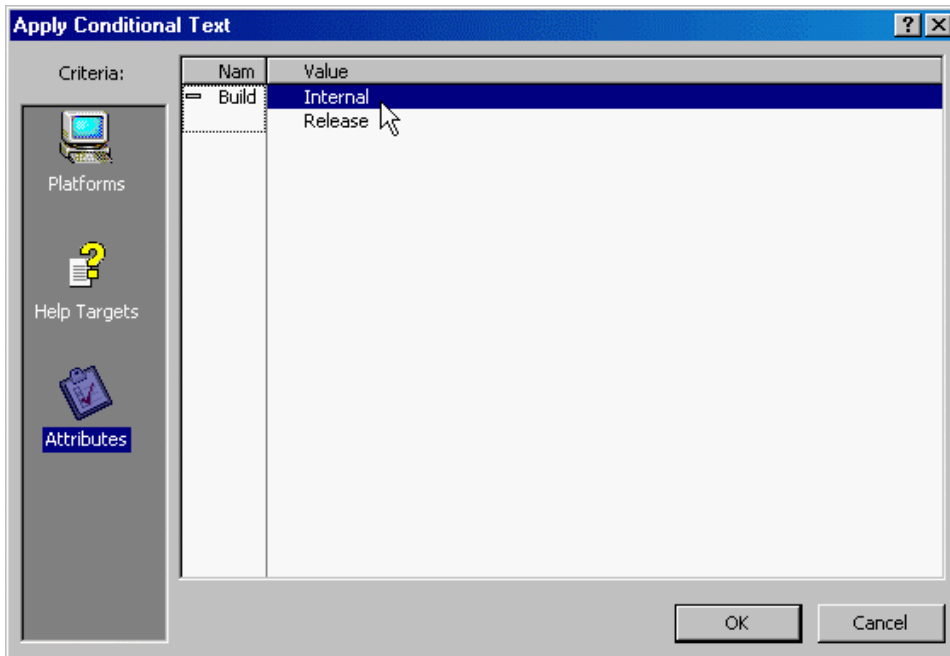 Apply Conditional Text
Criteria:
Nam Value
Build Internal
Release
Platforms
Help Targets
Attributes
OK Cancel